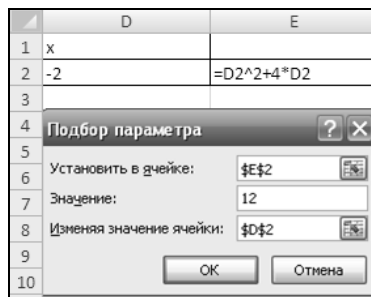 D E
1 x
2 -2 =D2^2+4*D2
3
4 Подбор параметра ? X
5
6 Установить в ячейке: $E$2
7 Значение: 12
8 Изменяя значение ячейки: $D$2
9
10 ОК Отмена